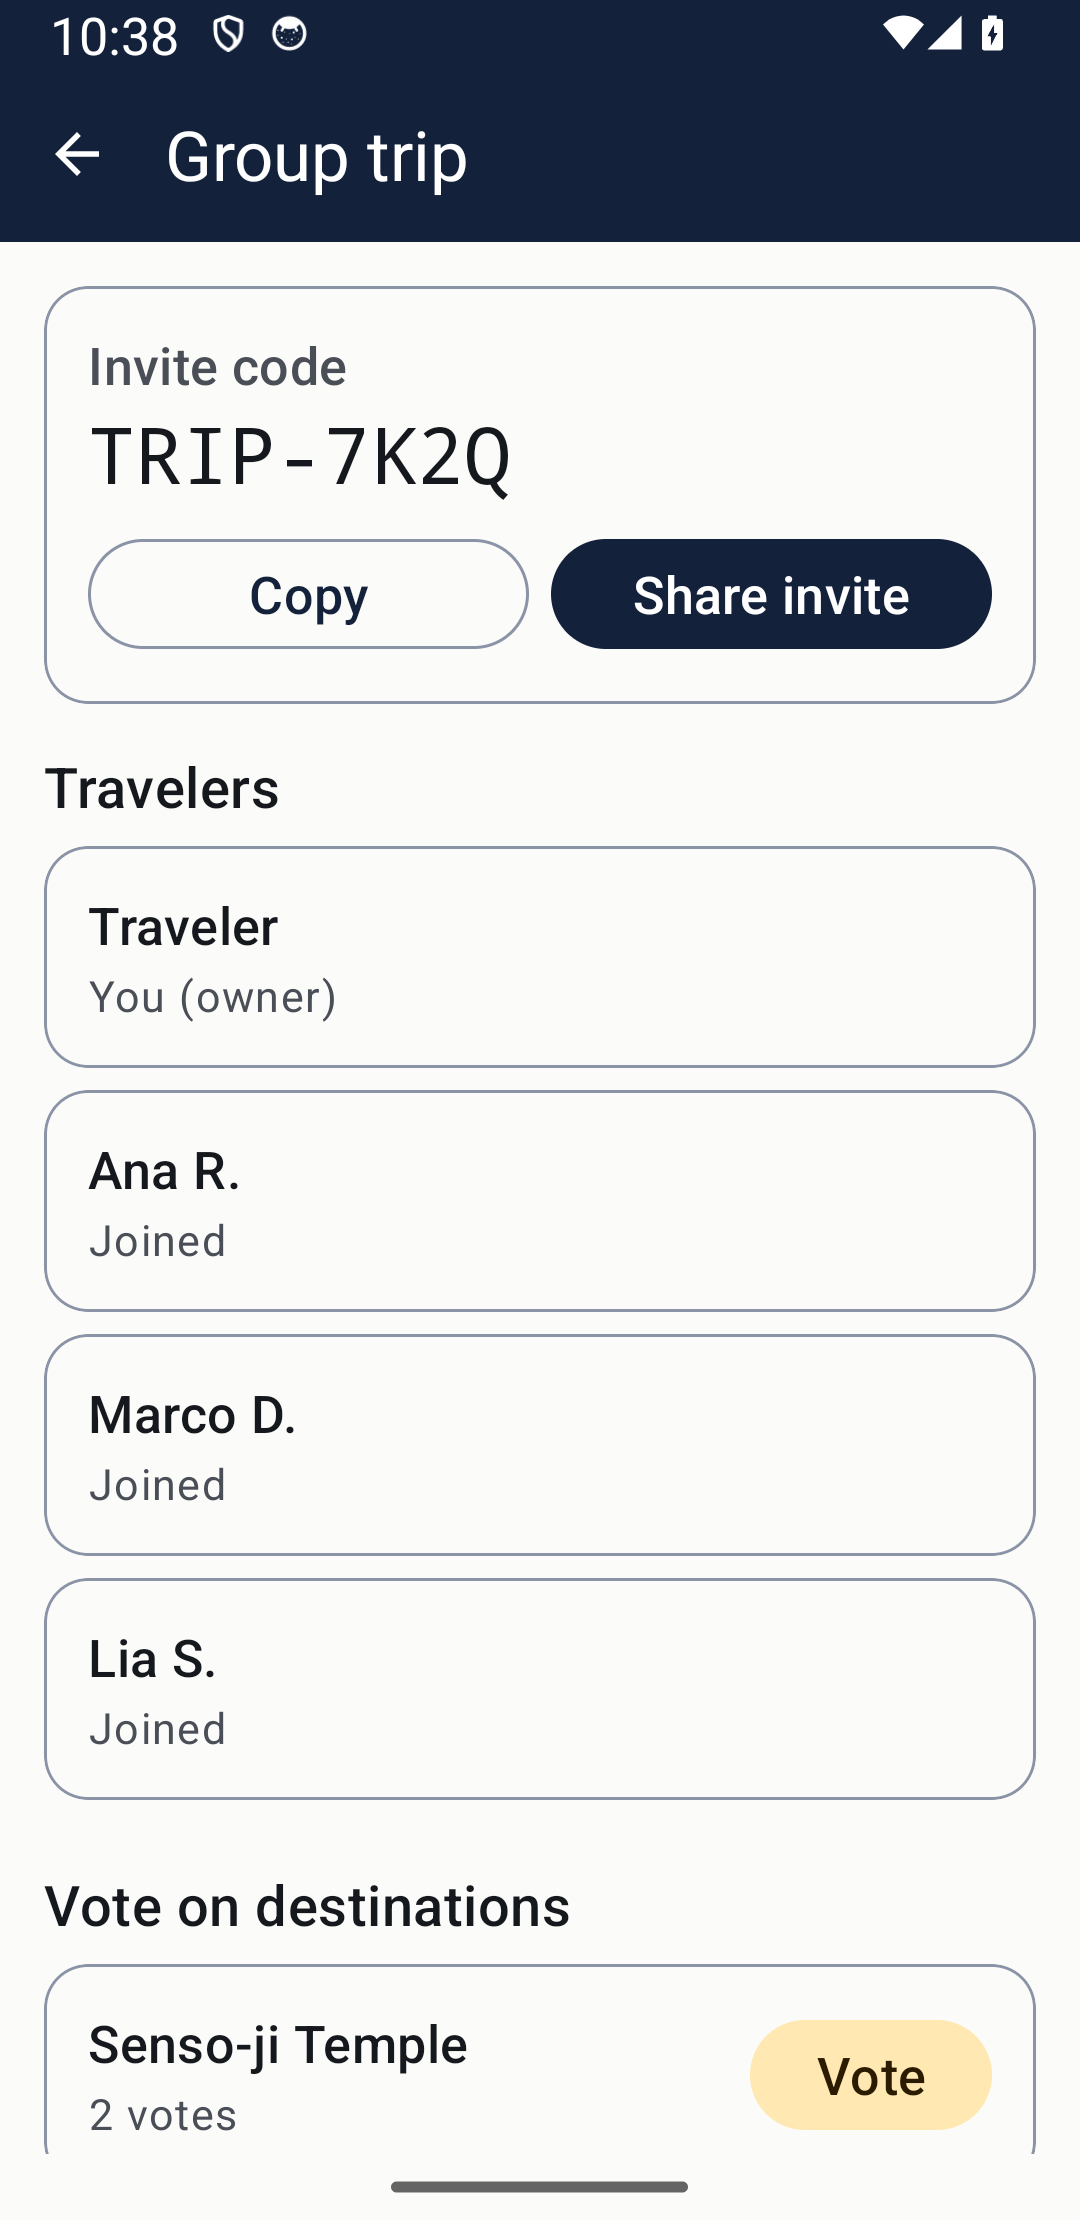 10:38
Group trip
Invite code
TRIP-7K2Q
Copy
Share invite
Travelers
Traveler
You (owner)
Ana R.
Joined
Marco D.
Joined
Lia S.
Joined
Vote on destinations
Senso-ji Temple
2 votes
Vote